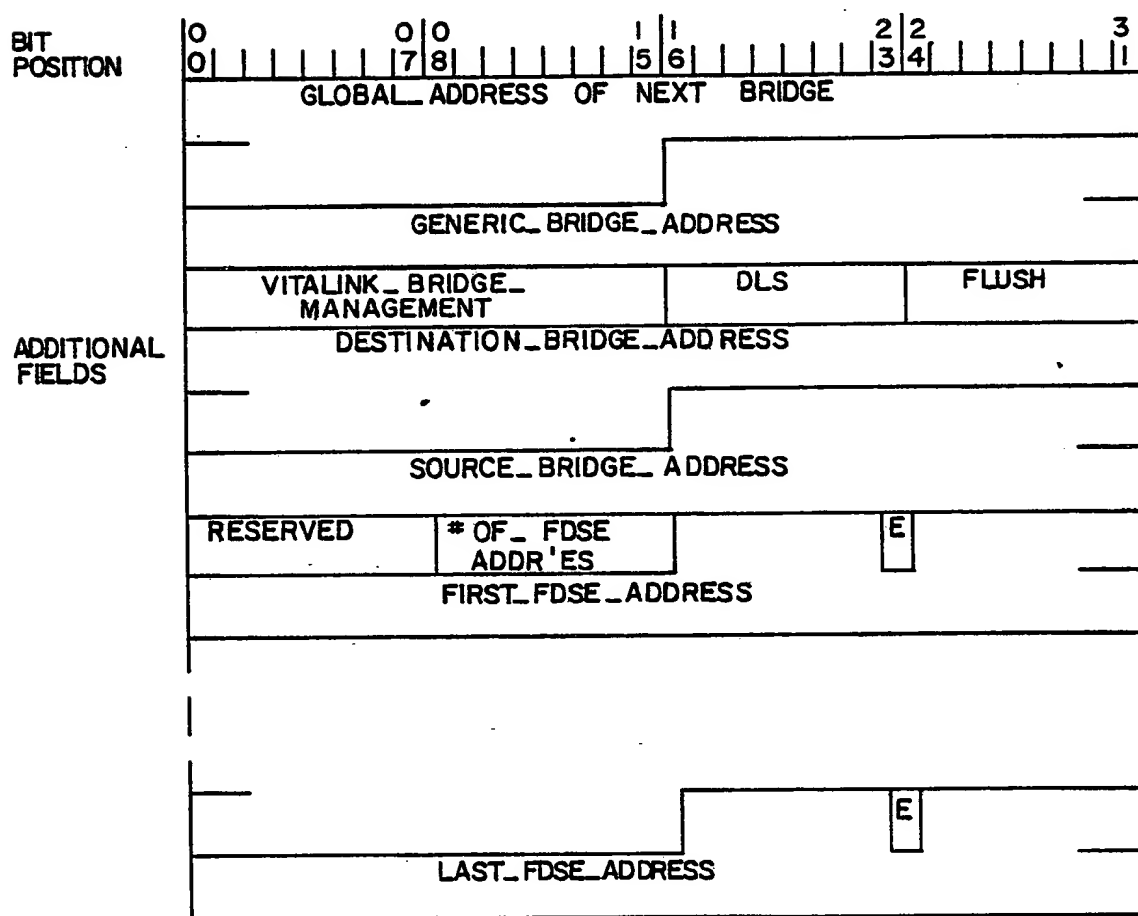 BIT POSITION
0 0 0 1 1 2 2 3
0 7 8 5 6 3 4 1
GLOBAL_ADDRESS OF NEXT BRIDGE
GENERIC_BRIDGE_ADDRESS
VITALINK_BRIDGE_
MANAGEMENT
DLS
FLUSH
DESTINATION_BRIDGE_ADDRESS
ADDITIONAL
FIELDS
SOURCE_BRIDGE_ADDRESS
RESERVED
# OF_ FDSE
ADDR'ES
E
FIRST_FDSE_ADDRESS
E
LAST_FDSE_ADDRESS